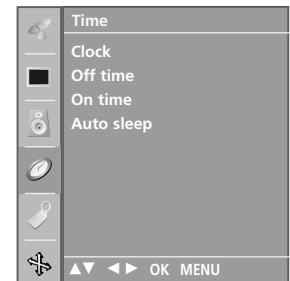 Time
Clock
Off time
On time
Auto sleep
▲▼ ◄► OK MENU